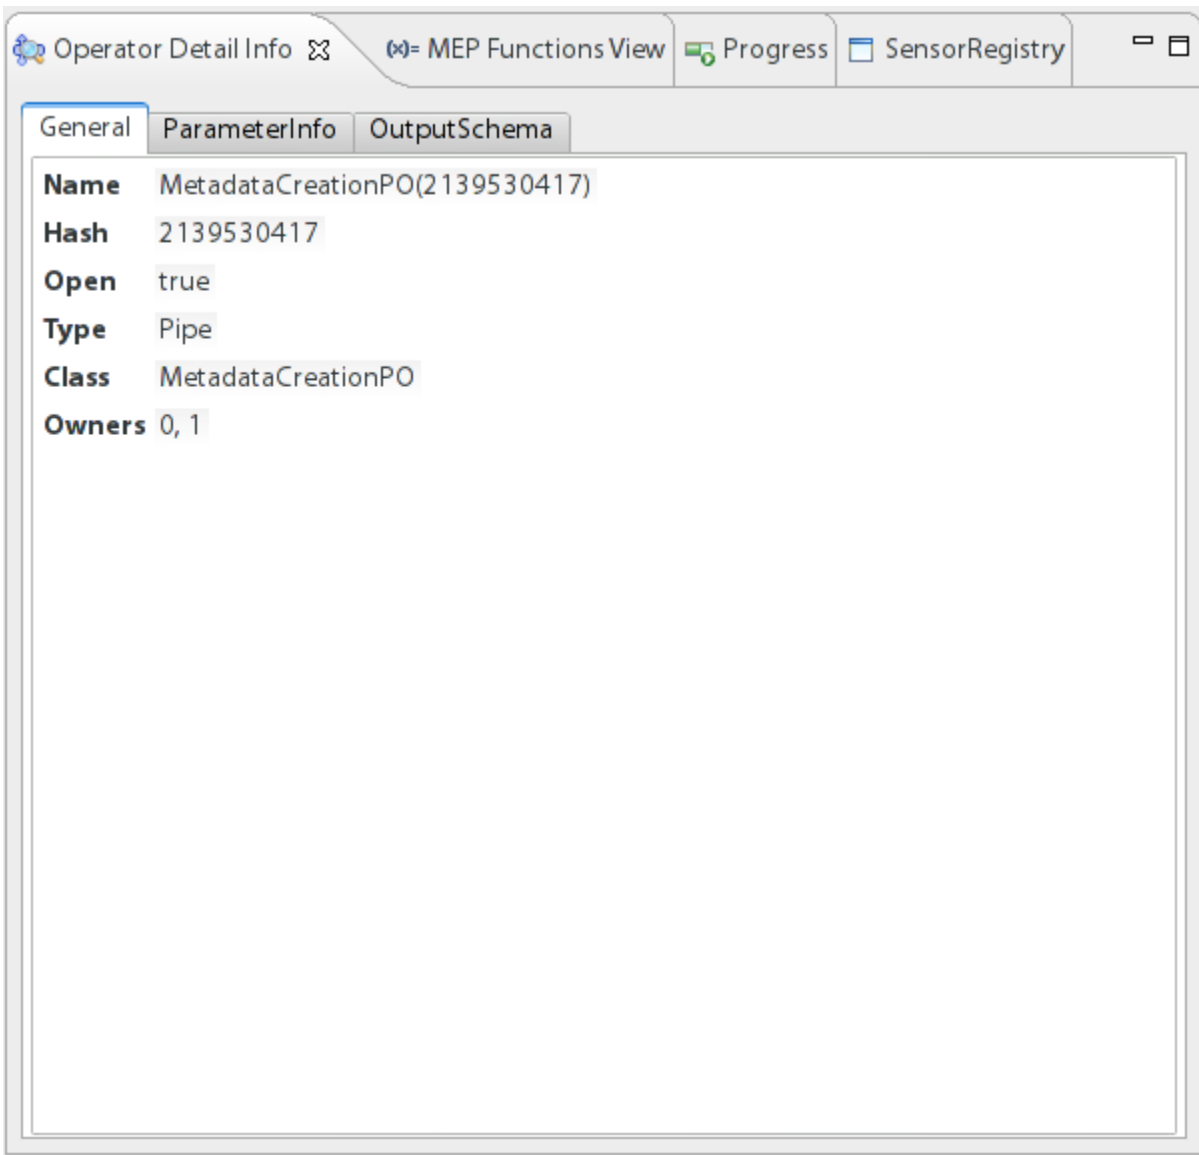 Operator Detail Info (x)= MEP Functions View Progress SensorRegistry
General ParameterInfo OutputSchema
Name MetadataCreationPO(2139530417)
Hash 2139530417
Open true
Type Pipe
Class MetadataCreationPO
Owners 0, 1